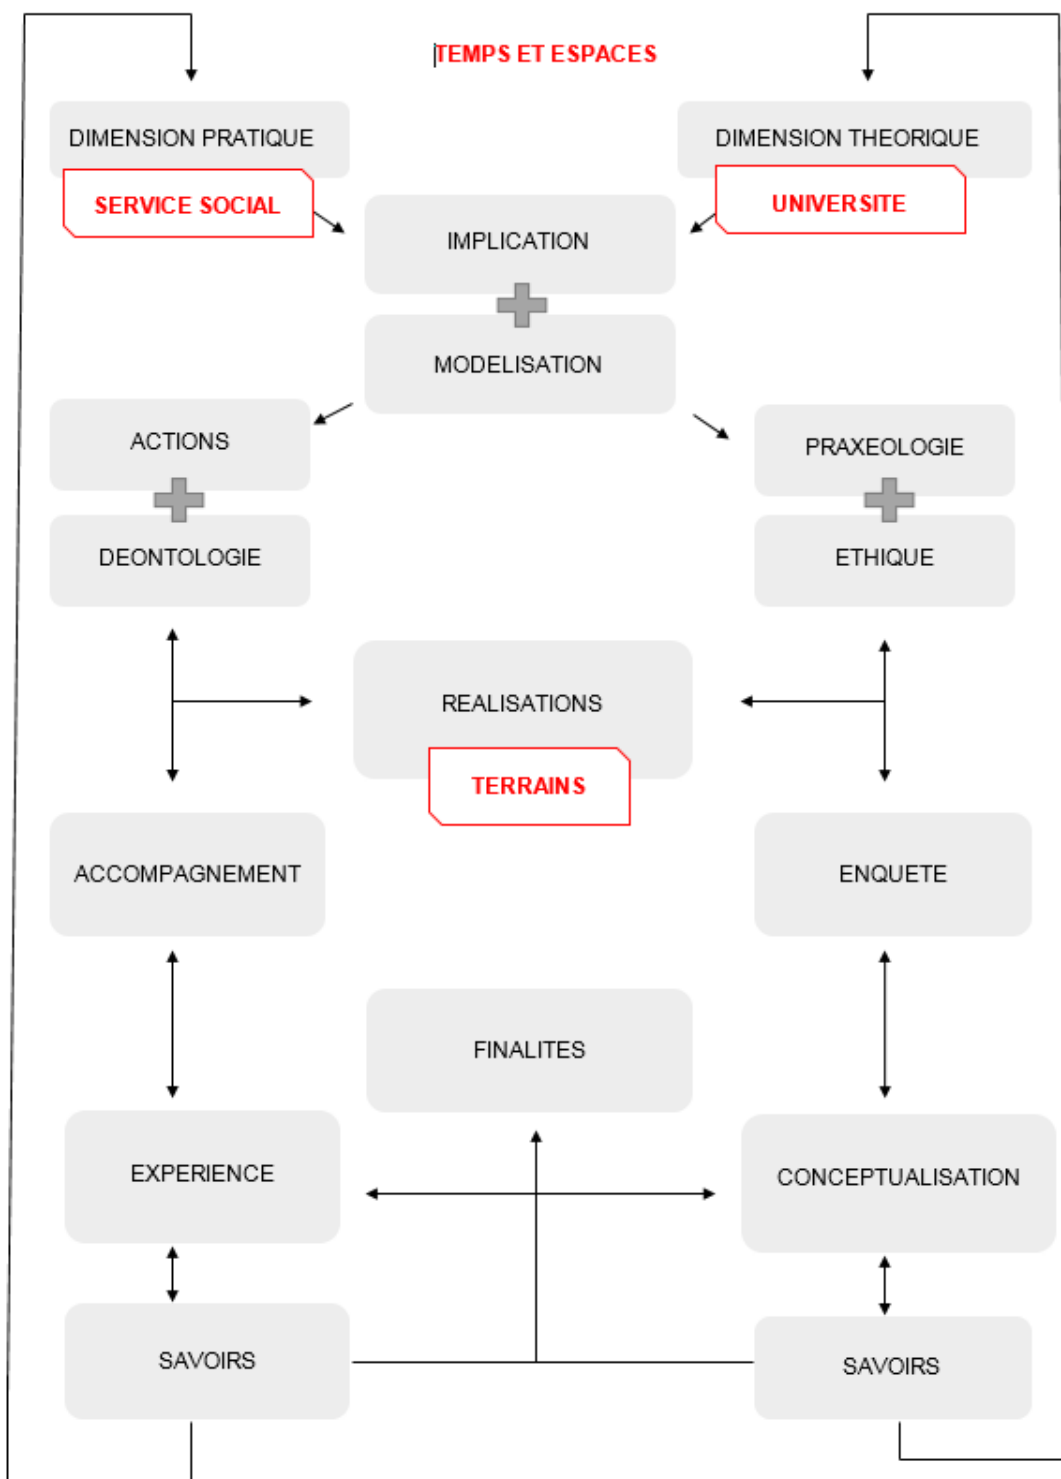 TEMPS ET ESPACES
DIMENSION PRATIQUE
DIMENSION THEORIQUE
SERVICE SOCIAL
UNIVERSITE
IMPLICATION
MODELISATION
ACTIONS
PRAXEOLOGIE
DEONTOLOGIE
ETHIQUE
REALISATIONS
TERRAINS
ACCOMPAGNEMENT
ENQUETE
FINALITES
EXPERIENCE
CONCEPTUALISATION
SAVOIRS
SAVOIRS